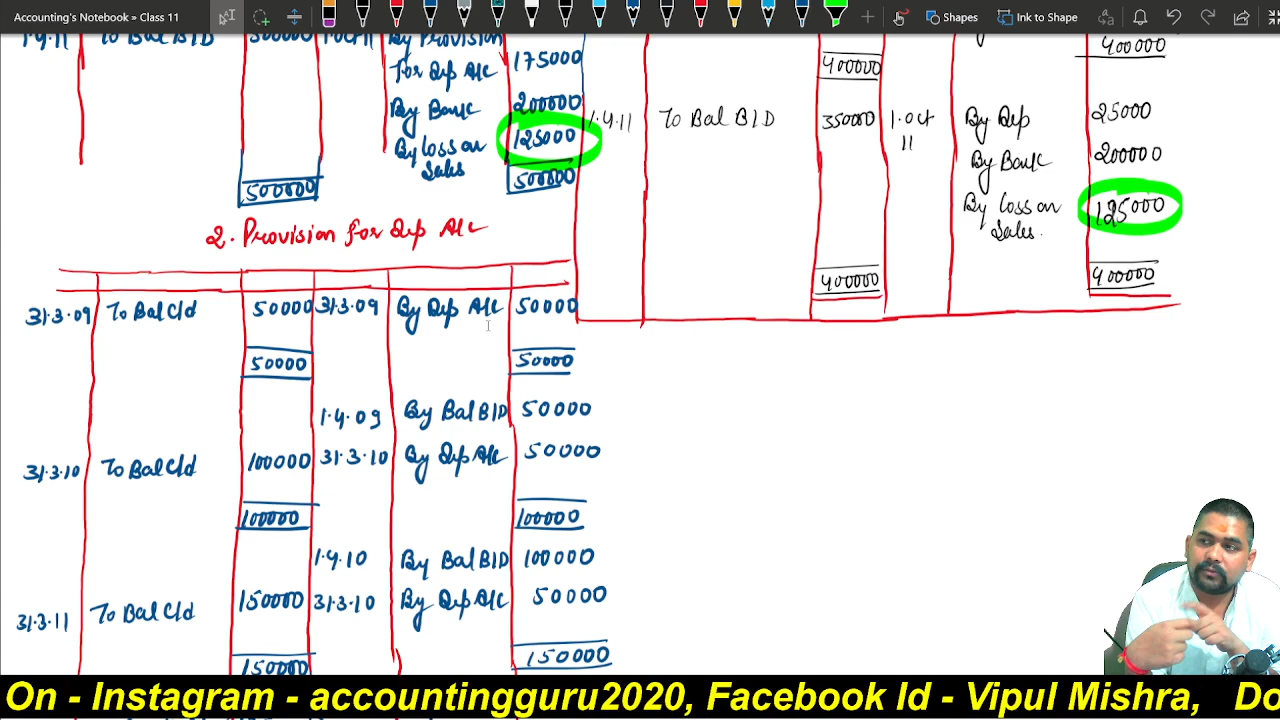 Accounting's Notebook » Class 11
Shapes
Ink to Shape
1.4.11 To Bal B/D 500000 1.Oct 11 By Provision
For Dep A/c 175000
By Bank 200000
By Loss on Sales 125000
500000 500000
400000 400000
1.4.11 To Bal B/D 350000 1.Oct 11 By Dep 25000
By Bank 200000
By Loss on Sales. 125000
400000 400000
2. Provision for Dep A/c
31.3.09 To Bal C/d 50000 31.3.09 By Dep A/c 50000
50000 50000
1.4.09 By Bal B/D 50000
31.3.10 To Bal C/d 100000 31.3.10 By Dep A/c 50000
100000 100000
1.4.10 By Bal B/D 100000
31.3.11 To Bal C/d 150000 31.3.10 By Dep A/c 50000
150000 150000
On - Instagram - accountingguru2020, Facebook Id - Vipul Mishra, Do